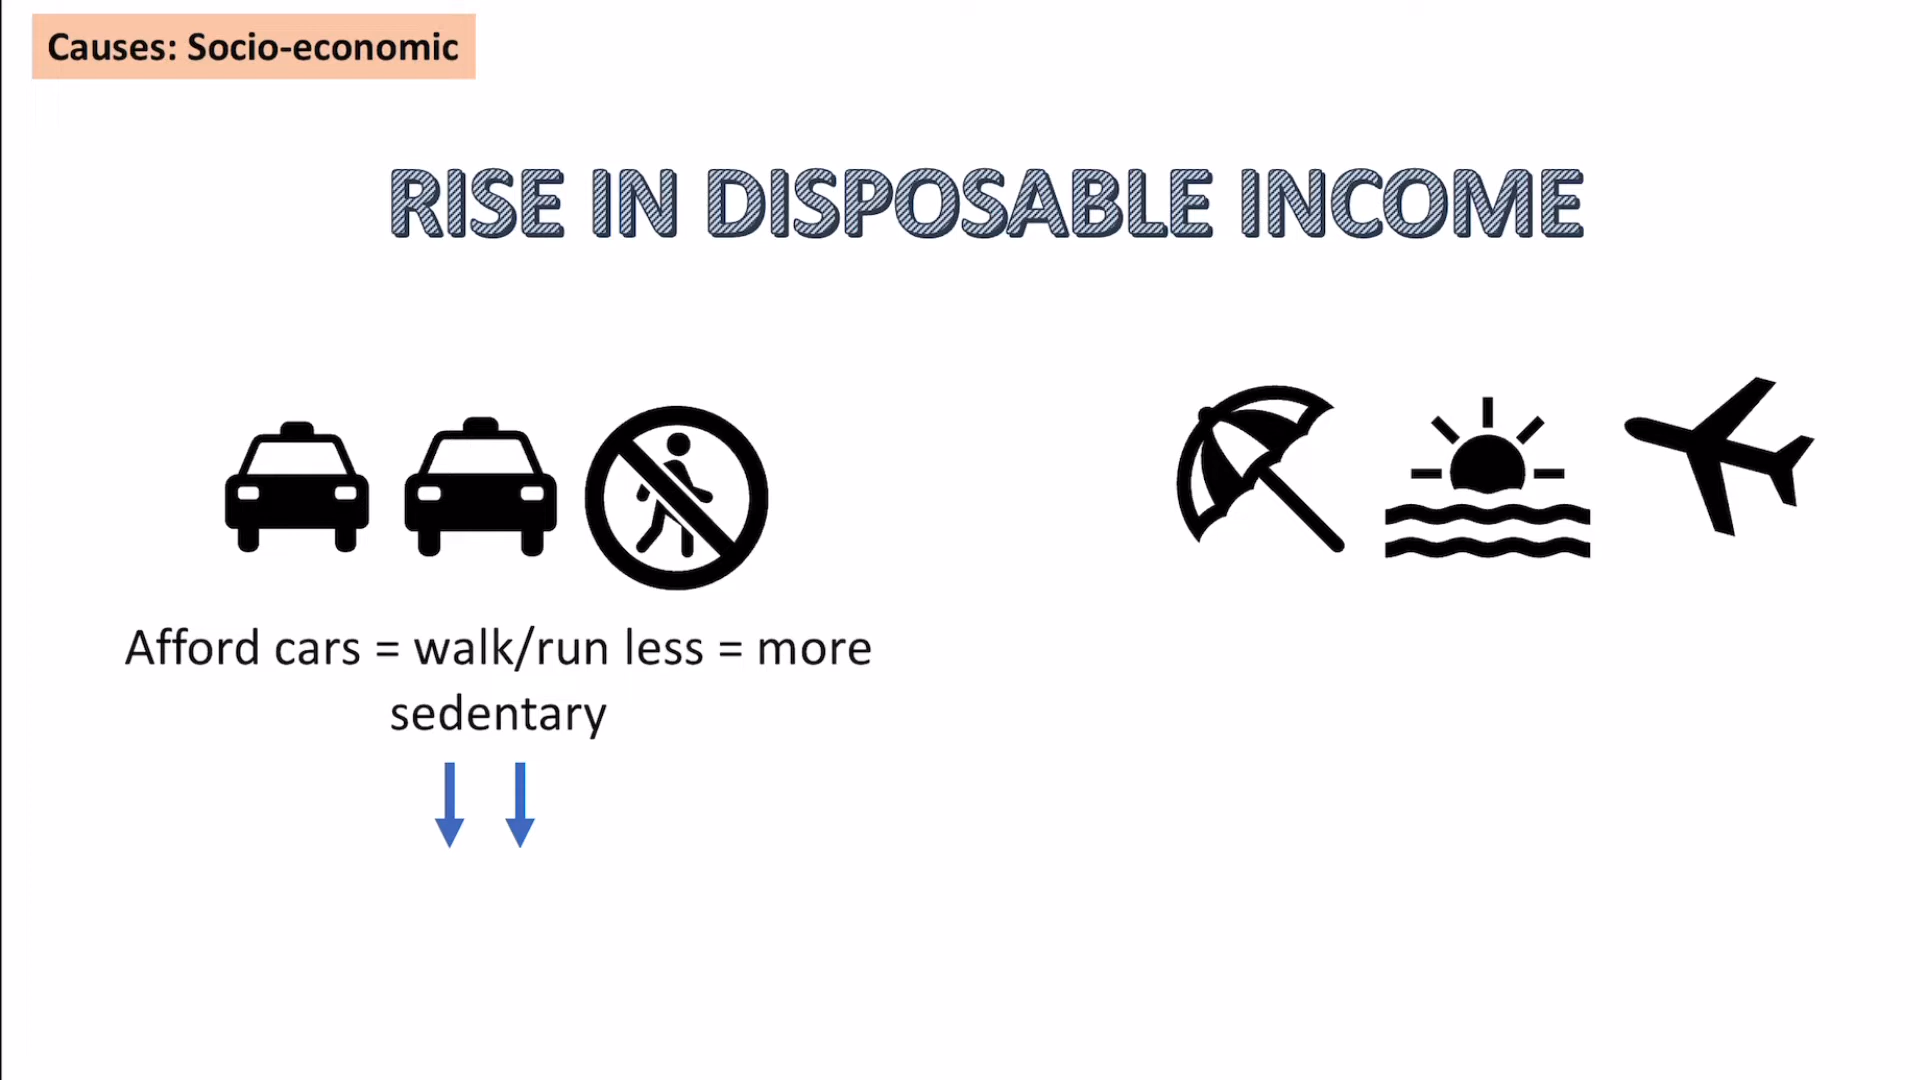 Causes: Socio-economic
RISE IN DISPOSABLE INCOME
Afford cars = walk/run less = more
sedentary